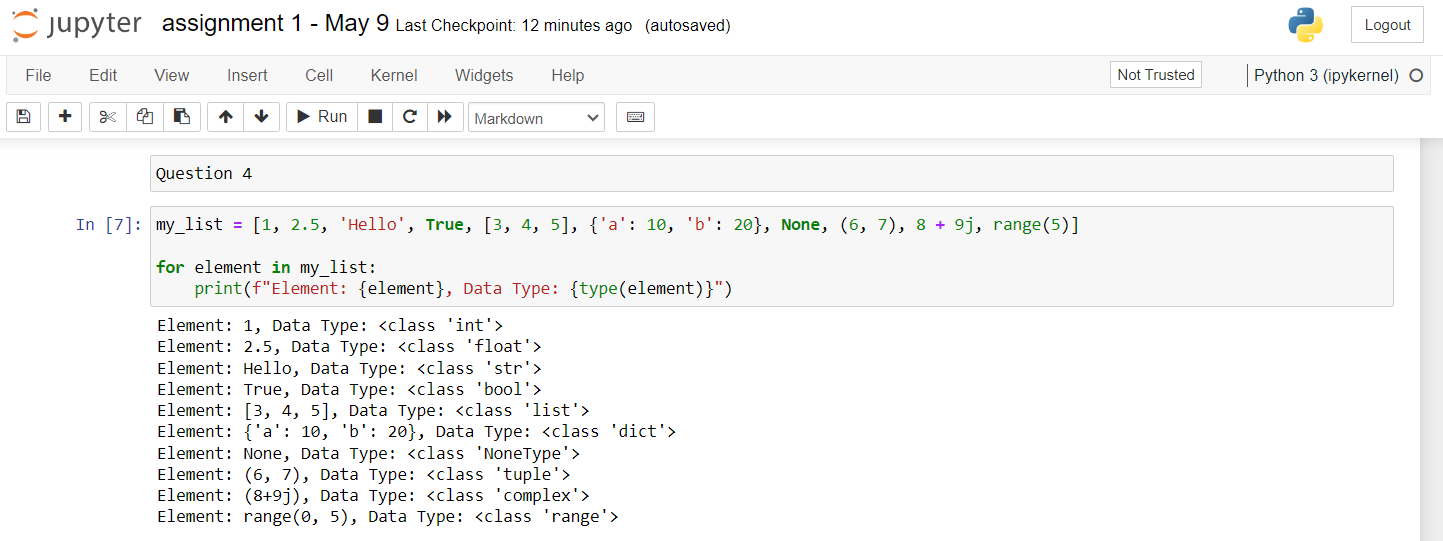 jupyter assignment 1 - May 9 Last Checkpoint: 12 minutes ago (autosaved) Logout
File Edit View Insert Cell Kernel Widgets Help Not Trusted Python 3 (ipykernel)
Run Markdown
Question 4
In [7]: my_list = [1, 2.5, 'Hello', True, [3, 4, 5], {'a': 10, 'b': 20}, None, (6, 7), 8 + 9j, range(5)]
for element in my_list:
    print(f"Element: {element}, Data Type: {type(element)}")
Element: 1, Data Type: <class 'int'>
Element: 2.5, Data Type: <class 'float'>
Element: Hello, Data Type: <class 'str'>
Element: True, Data Type: <class 'bool'>
Element: [3, 4, 5], Data Type: <class 'list'>
Element: {'a': 10, 'b': 20}, Data Type: <class 'dict'>
Element: None, Data Type: <class 'NoneType'>
Element: (6, 7), Data Type: <class 'tuple'>
Element: (8+9j), Data Type: <class 'complex'>
Element: range(0, 5), Data Type: <class 'range'>